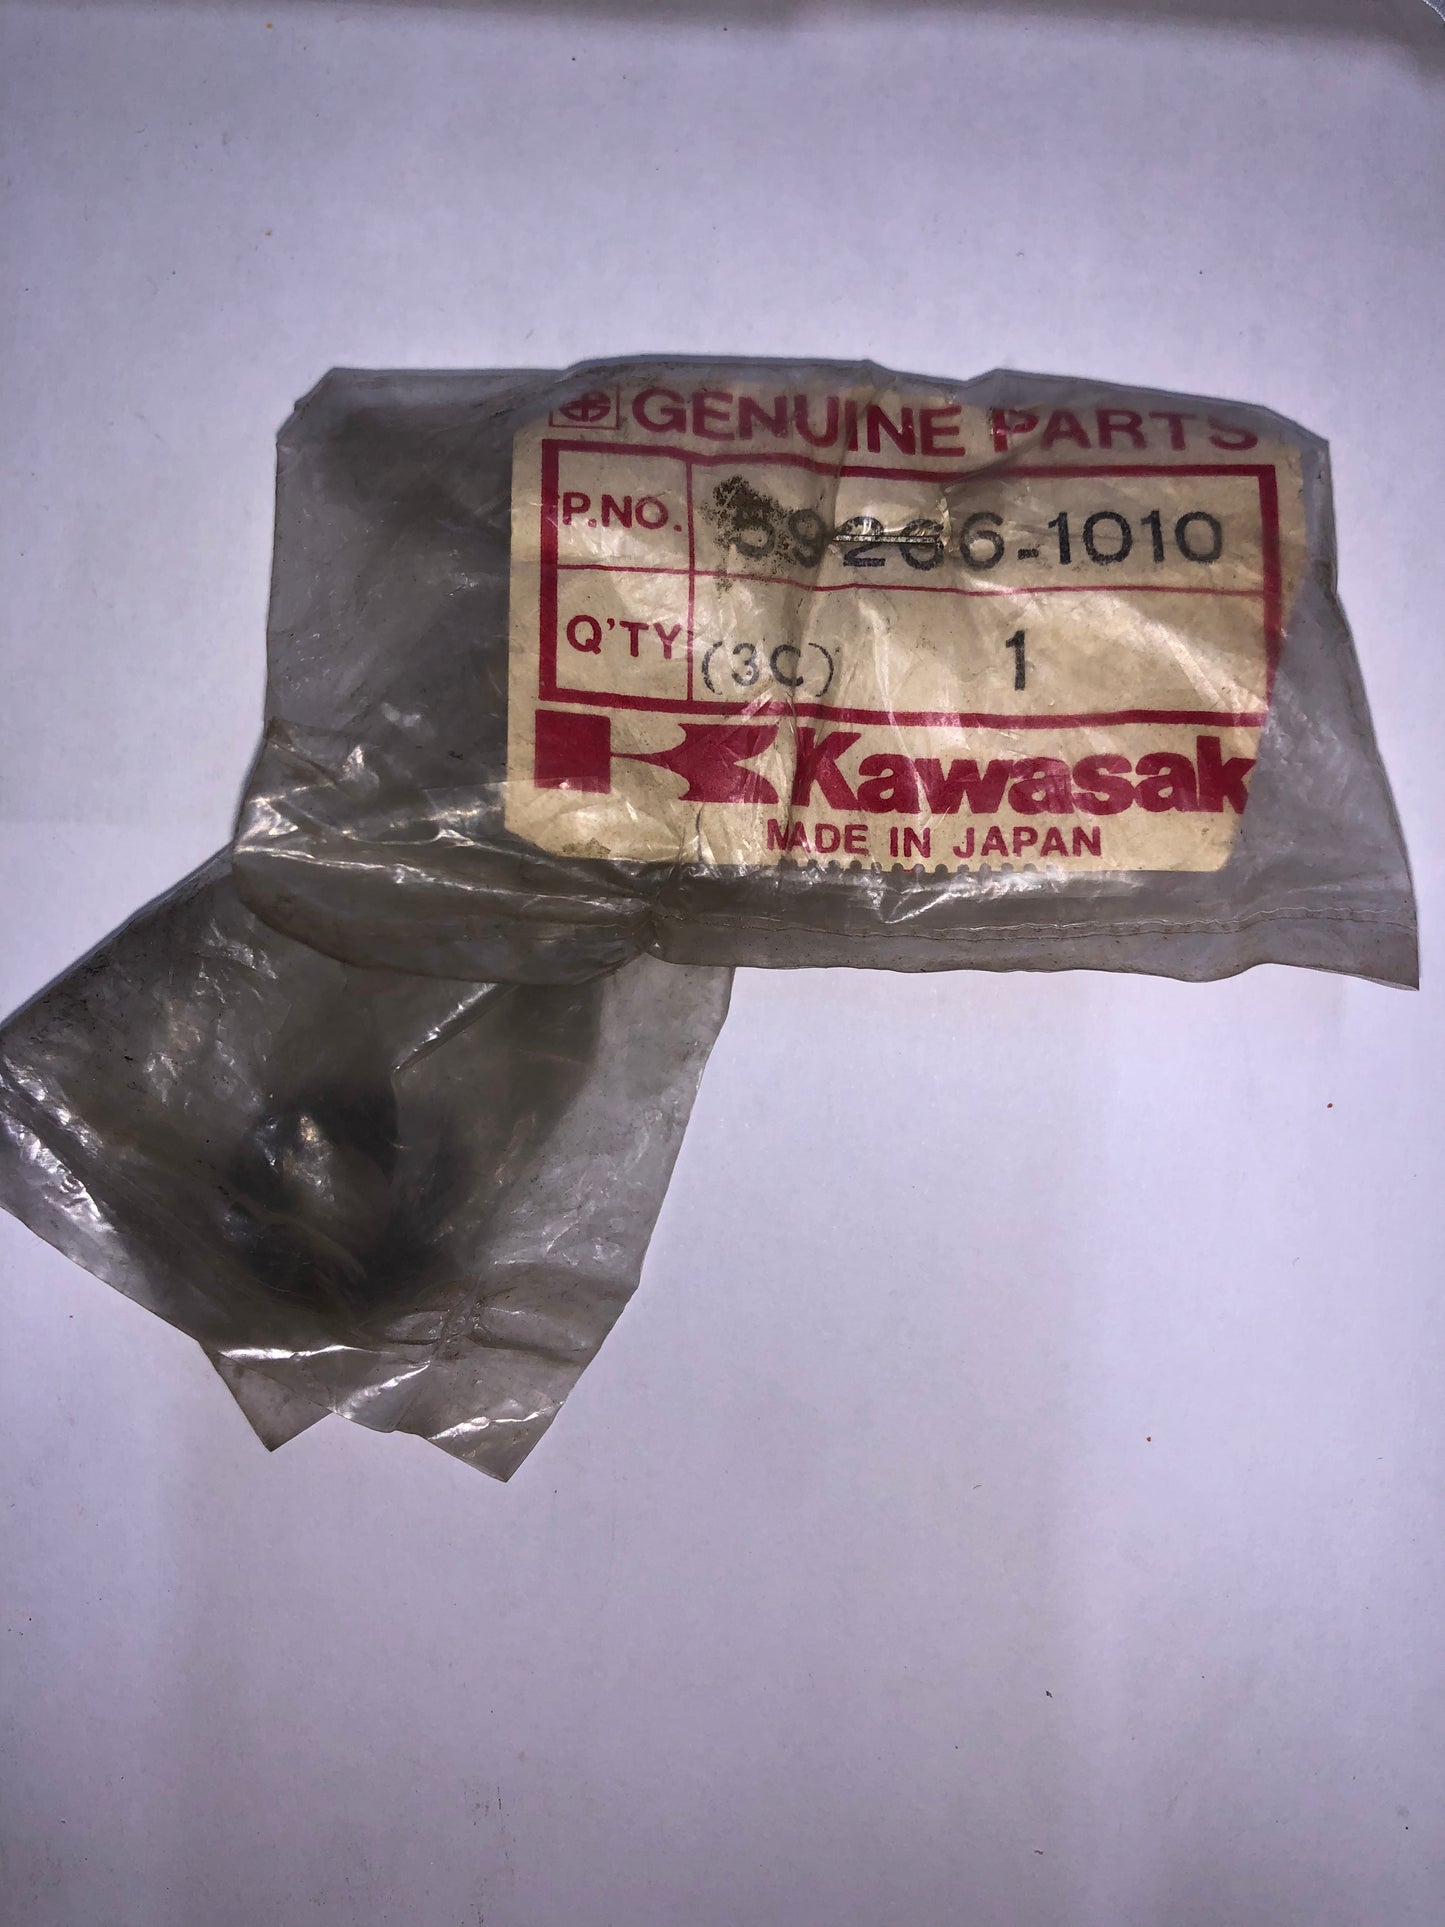 GENUINE PARTS
P.NO. 59266-1010
Q'TY (3C) 1
Kawasak
MADE IN JAPAN